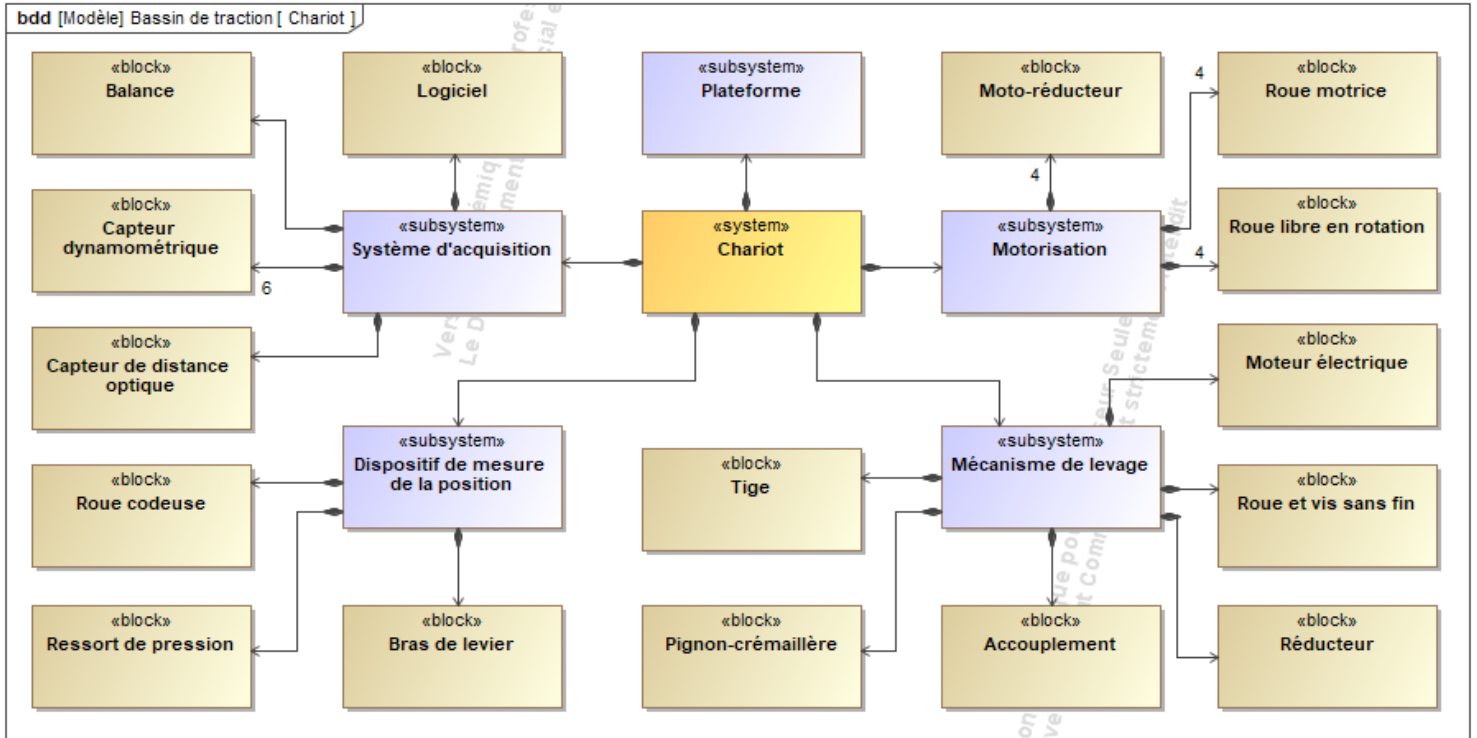 bdd [Modèle] Bassin de traction [ Chariot ]
«block»
Balance
«block»
Logiciel
«subsystem»
Plateforme
«block»
Moto-réducteur
4
«block»
Roue motrice
4
«block»
Capteur
dynamométrique
6
«subsystem»
Système d'acquisition
«system»
Chariot
«subsystem»
Motorisation
«block»
Roue libre en rotation
4
«block»
Capteur de distance
optique
«block»
Moteur électrique
«block»
Roue codeuse
«subsystem»
Dispositif de mesure
de la position
«block»
Tige
«subsystem»
Mécanisme de levage
«block»
Roue et vis sans fin
«block»
Ressort de pression
«block»
Bras de levier
«block»
Pignon-crémaillère
«block»
Accouplement
«block»
Réducteur